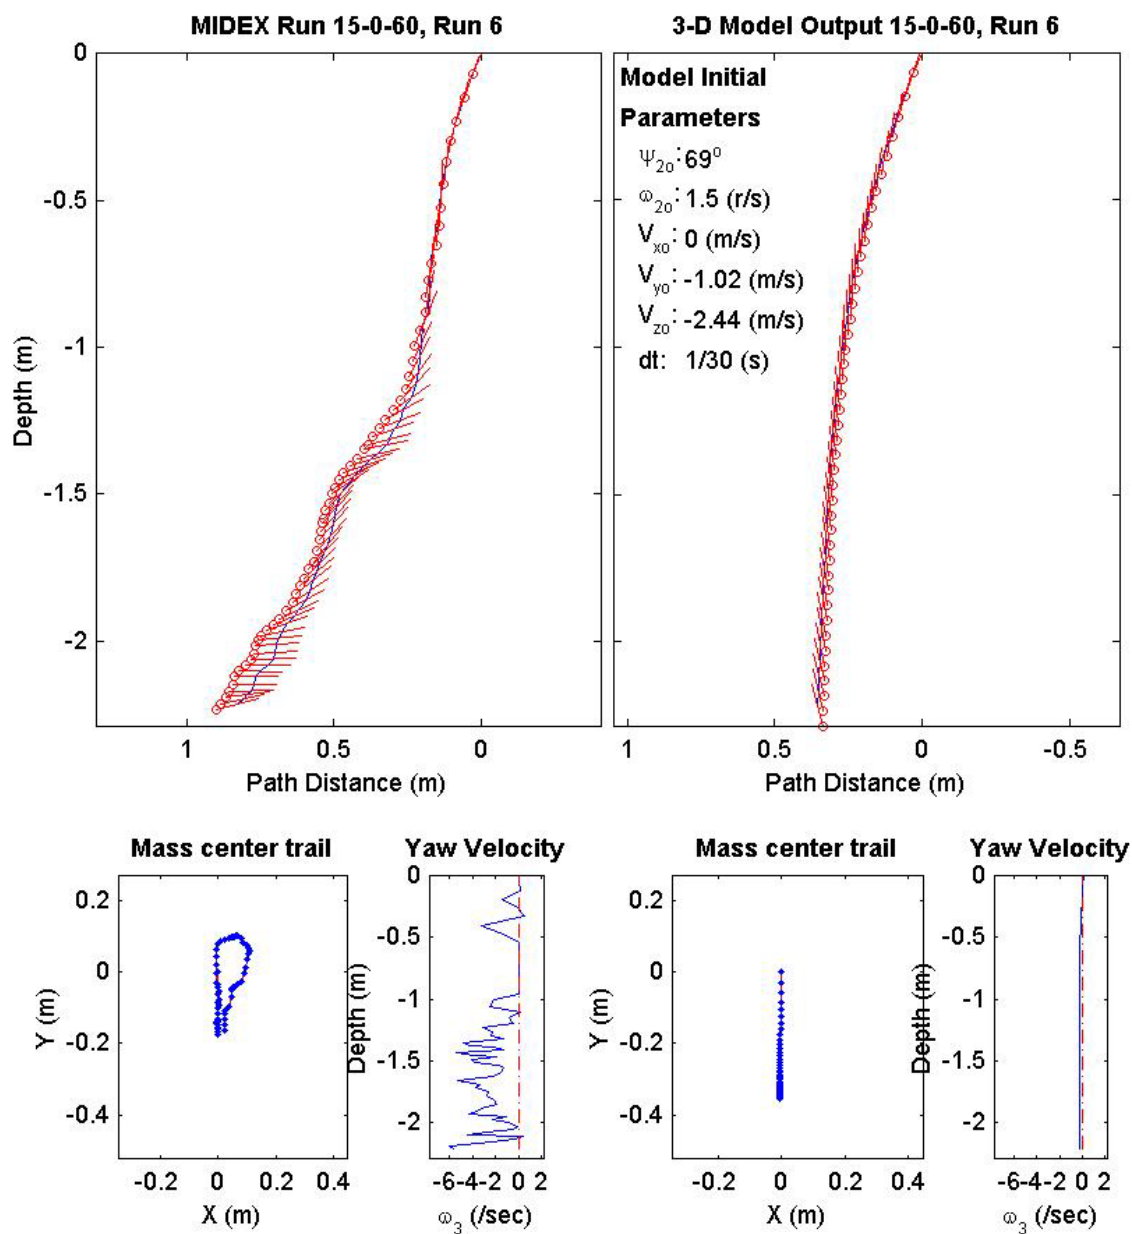 MIDEX Run 15-0-60, Run 6
3-D Model Output 15-0-60, Run 6
0
-0.5
-1
-1.5
-2
Depth (m)
1 0.5 0
Path Distance (m)
Model Initial
Parameters
Ψ2o: 69o
ω2o: 1.5 (r/s)
Vxo: 0 (m/s)
Vyo: -1.02 (m/s)
Vzo: -2.44 (m/s)
dt: 1/30 (s)
1 0.5 0 -0.5
Path Distance (m)
Mass center trail
0.2
0
-0.2
-0.4
Y (m)
-0.2 0 0.2 0.4
X (m)
Yaw Velocity
0
-0.5
-1
-1.5
-2
Depth (m)
-6-4-2 0 2
ω3 (/sec)
Mass center trail
0.2
0
-0.2
-0.4
Y (m)
-0.2 0 0.2 0.4
X (m)
Yaw Velocity
0
-0.5
-1
-1.5
-2
Depth (m)
-6-4-2 0 2
ω3 (/sec)